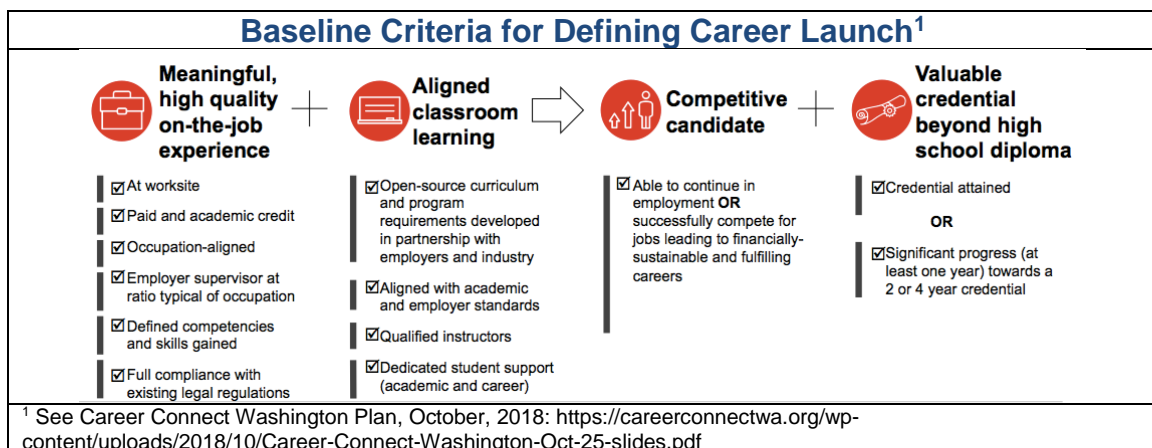 Baseline Criteria for Defining Career Launch1
Meaningful,
high quality
on-the-job
experience
☑At worksite
☑Paid and academic credit
☑Occupation-aligned
☑Employer supervisor at
ratio typical of occupation
☑Defined competencies
and skills gained
☑Full compliance with
existing legal regulations
+
Aligned
classroom
learning
☑Open-source curriculum
and program
requirements developed
in partnership with
employers and industry
☑Aligned with academic
and employer standards
☑Qualified instructors
☑Dedicated student support
(academic and career)
Competitive
candidate
☑Able to continue in
employment OR
successfully compete for
jobs leading to financially-
sustainable and fulfilling
careers
+
Valuable
credential
beyond high
school diploma
☑Credential attained
OR
☑Significant progress (at
least one year) towards a
2 or 4 year credential
1 See Career Connect Washington Plan, October, 2018: https://careerconnectwa.org/wp-
content/uploads/2018/10/Career-Connect-Washington-Oct-25-slides.pdf